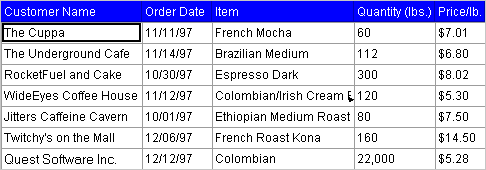 Customer Name Order Date Item Quantity (lbs.) Price/lb.
The Cuppa 11/11/97 French Mocha 60 $7.01
The Underground Cafe 11/14/97 Brazilian Medium 112 $6.80
RocketFuel and Cake 10/30/97 Espresso Dark 300 $8.02
WideEyes Coffee House 11/12/97 Colombian/Irish Cream 120 $5.30
Jitters Caffeine Cavern 10/01/97 Ethiopian Medium Roast 80 $7.50
Twitchy's on the Mall 12/06/97 French Roast Kona 160 $14.50
Quest Software Inc. 12/12/97 Colombian 22,000 $5.28